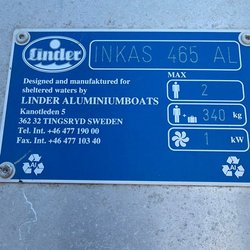 Linder
INKAS 465 AL
Designed and manufaktured for
sheltered waters by
LINDER ALUMINIUMBOATS
Kanotleden 5
362 32 TINGSRYD SWEDEN
Tel. Int. +46 477 190 00
Fax. Int. +46 477 103 40
MAX
2
+ 340 kg
1 kW
Al
Al